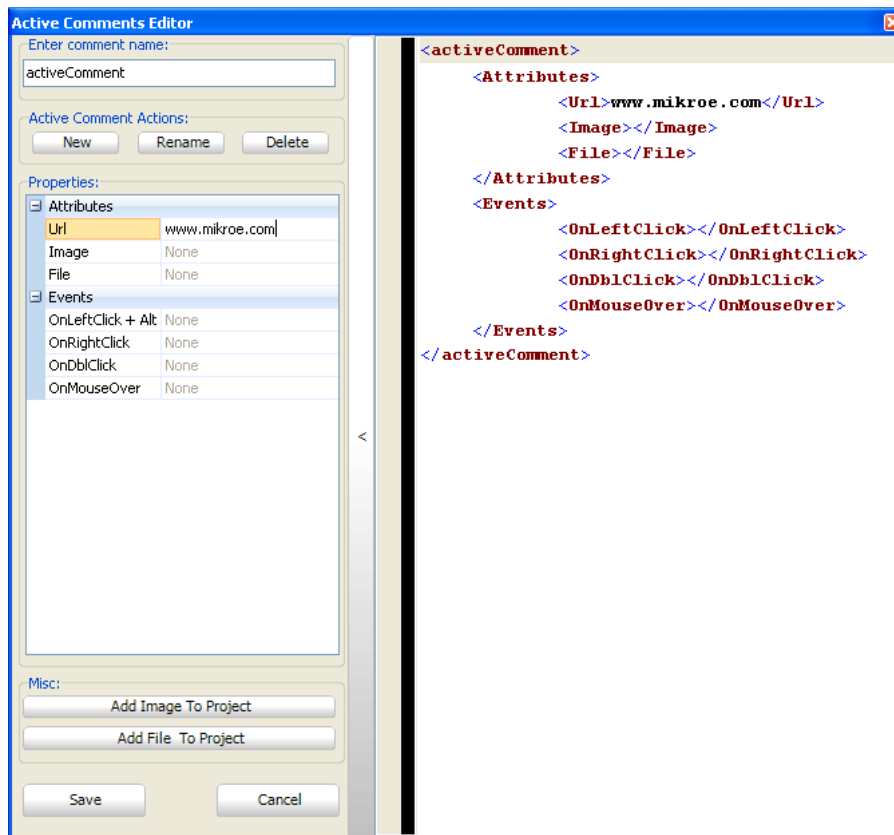 Active Comments Editor
Enter comment name:
activeComment
Active Comment Actions:
New Rename Delete
Properties:
Attributes
Url www.mikroe.com
Image None
File None
Events
OnLeftClick + Alt None
OnRightClick None
OnDblClick None
OnMouseOver None
Misc:
Add Image To Project
Add File To Project
Save Cancel
<
<activeComment>
<Attributes>
<Url>www.mikroe.com</Url>
<Image></Image>
<File></File>
</Attributes>
<Events>
<OnLeftClick></OnLeftClick>
<OnRightClick></OnRightClick>
<OnDblClick></OnDblClick>
<OnMouseOver></OnMouseOver>
</Events>
</activeComment>